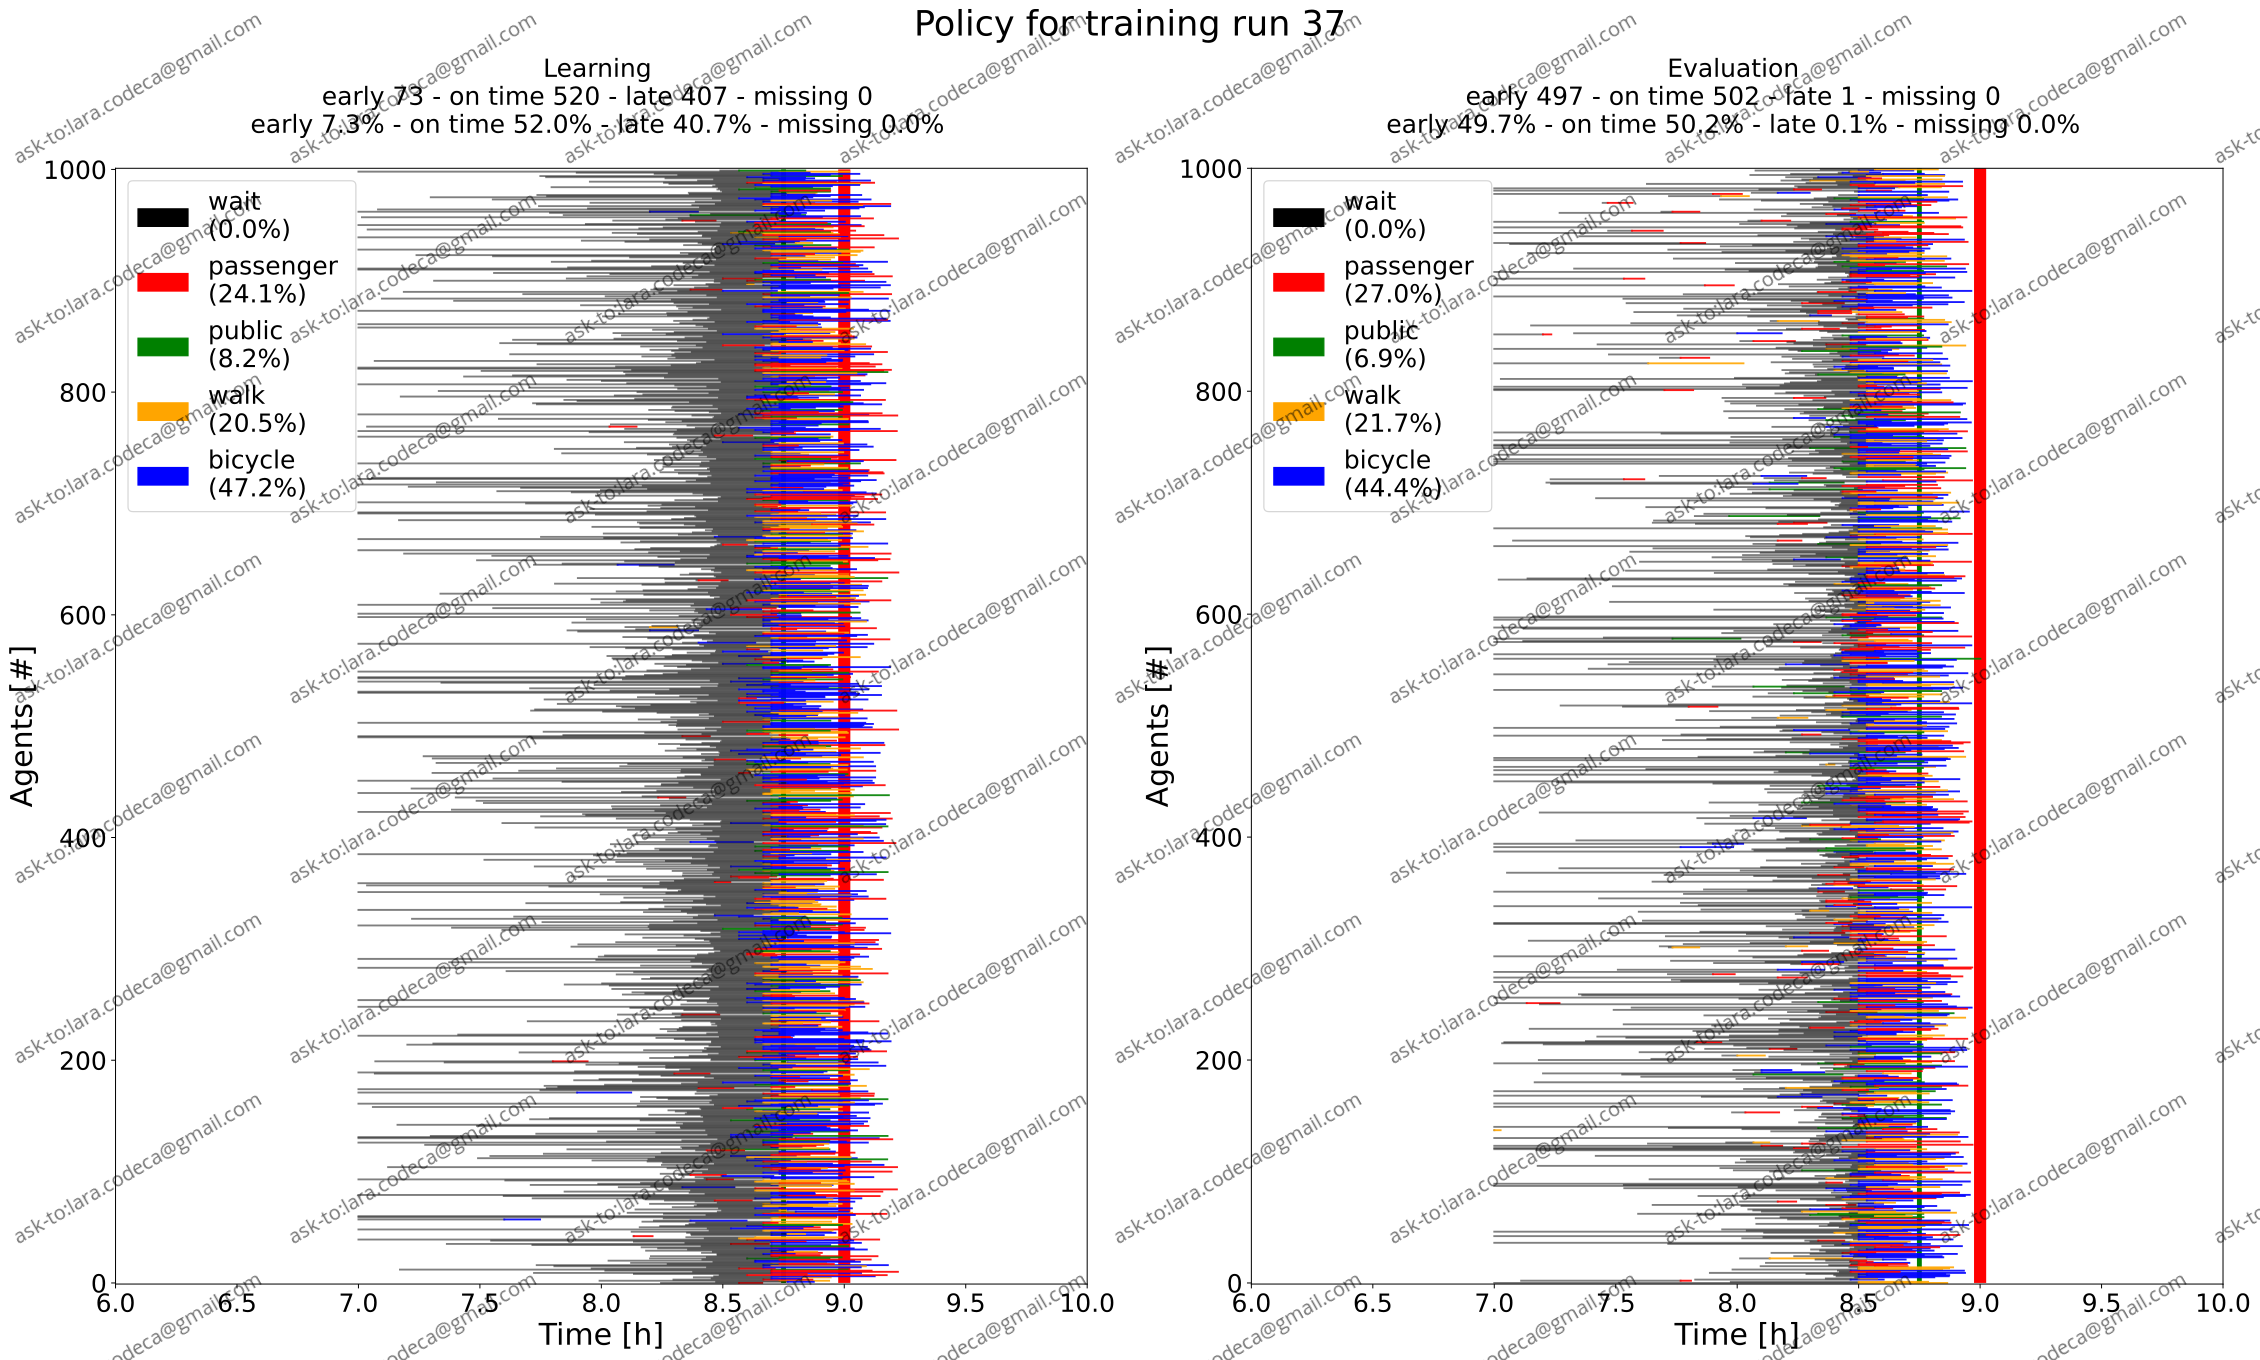 Policy for training run 37
Learning
early 73 - on time 520 - late 407 - missing 0
early 7.3% - on time 52.0% - late 40.7% - missing 0.0%
1000
800
600
400
200
0
Agents [#]
wait
(0.0%)
passenger
(24.1%)
public
(8.2%)
walk
(20.5%)
bicycle
(47.2%)
6.0 6.5 7.0 7.5 8.0 8.5 9.0 9.5 10.0
Time [h]
Evaluation
early 497 - on time 502 - late 1 - missing 0
early 49.7% - on time 50.2% - late 0.1% - missing 0.0%
1000
800
600
400
200
0
Agents [#]
wait
(0.0%)
passenger
(27.0%)
public
(6.9%)
walk
(21.7%)
bicycle
(44.4%)
6.0 6.5 7.0 7.5 8.0 8.5 9.0 9.5 10.0
Time [h]
ask-to:lara.codeca@gmail.com